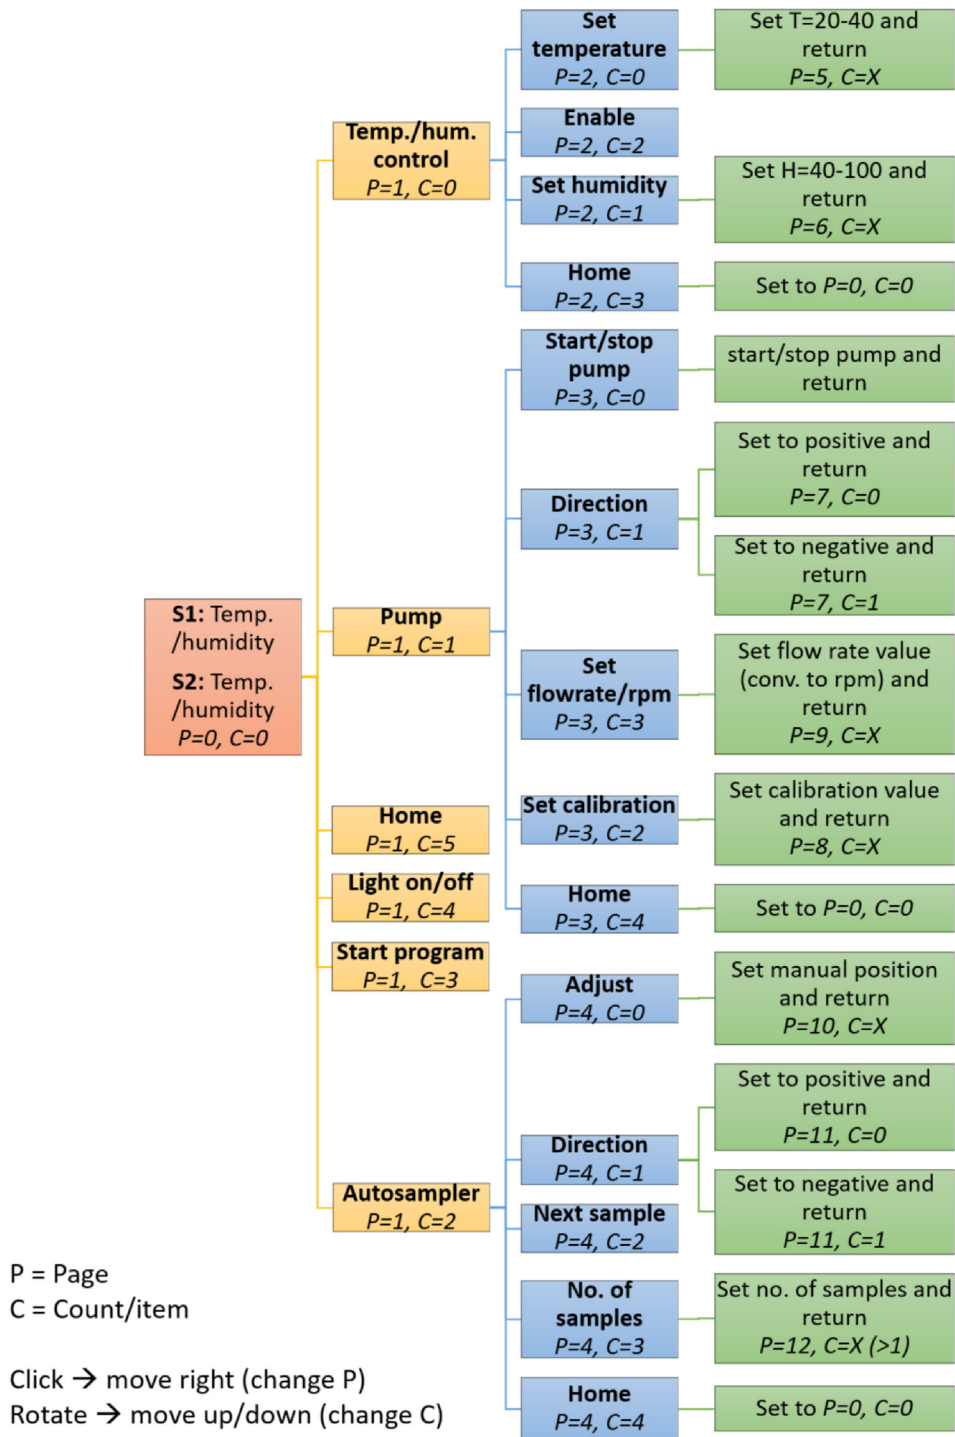 S1: Temp.
/humidity
S2: Temp.
/humidity
P=0, C=0
Temp./hum.
control
P=1, C=0
Set
temperature
P=2, C=0
Set T=20-40 and
return
P=5, C=X
Enable
P=2, C=2
Set humidity
P=2, C=1
Set H=40-100 and
return
P=6, C=X
Home
P=2, C=3
Set to P=0, C=0
Pump
P=1, C=1
Start/stop
pump
P=3, C=0
start/stop pump and
return
Direction
P=3, C=1
Set to positive and
return
P=7, C=0
Set to negative and
return
P=7, C=1
Set
flowrate/rpm
P=3, C=3
Set flow rate value
(conv. to rpm) and
return
P=9, C=X
Set calibration
P=3, C=2
Set calibration value
and return
P=8, C=X
Home
P=3, C=4
Set to P=0, C=0
Home
P=1, C=5
Light on/off
P=1, C=4
Start program
P=1, C=3
Autosampler
P=1, C=2
Adjust
P=4, C=0
Set manual position
and return
P=10, C=X
Direction
P=4, C=1
Set to positive and
return
P=11, C=0
Set to negative and
return
P=11, C=1
Next sample
P=4, C=2
No. of
samples
P=4, C=3
Set no. of samples and
return
P=12, C=X (>1)
Home
P=4, C=4
Set to P=0, C=0
P = Page
C = Count/item
Click → move right (change P)
Rotate → move up/down (change C)